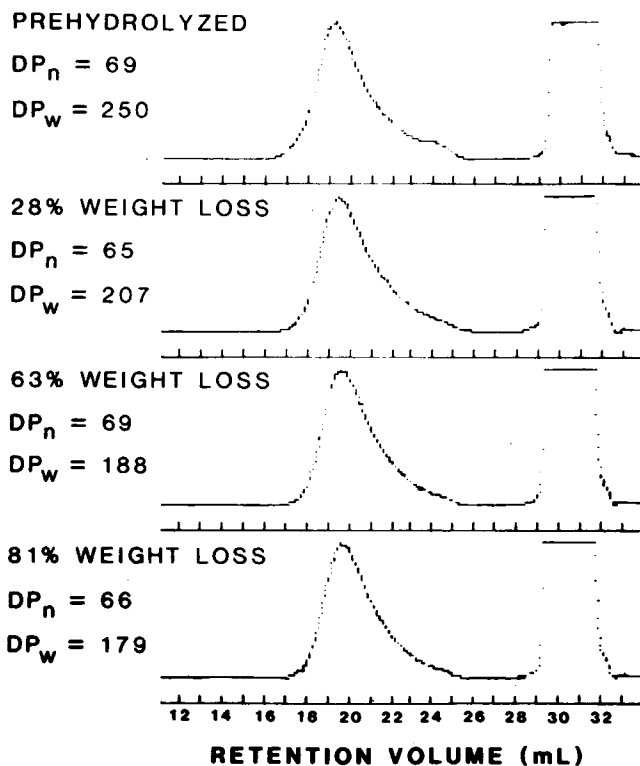 PREHYDROLYZED
DPn = 69
DPw = 250
28% WEIGHT LOSS
DPn = 65
DPw = 207
63% WEIGHT LOSS
DPn = 69
DPw = 188
81% WEIGHT LOSS
DPn = 66
DPw = 179
12 14 16 18 20 22 24 26 28 30 32
RETENTION VOLUME (mL)